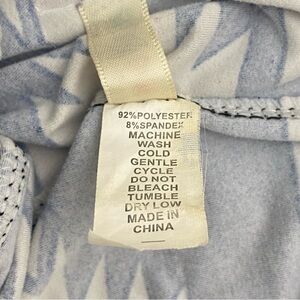 92%POLYESTER
8%SPANDEX
MACHINE
WASH
COLD
GENTLE
CYCLE
DO NOT
BLEACH
TUMBLE
DRY LOW
MADE IN
CHINA